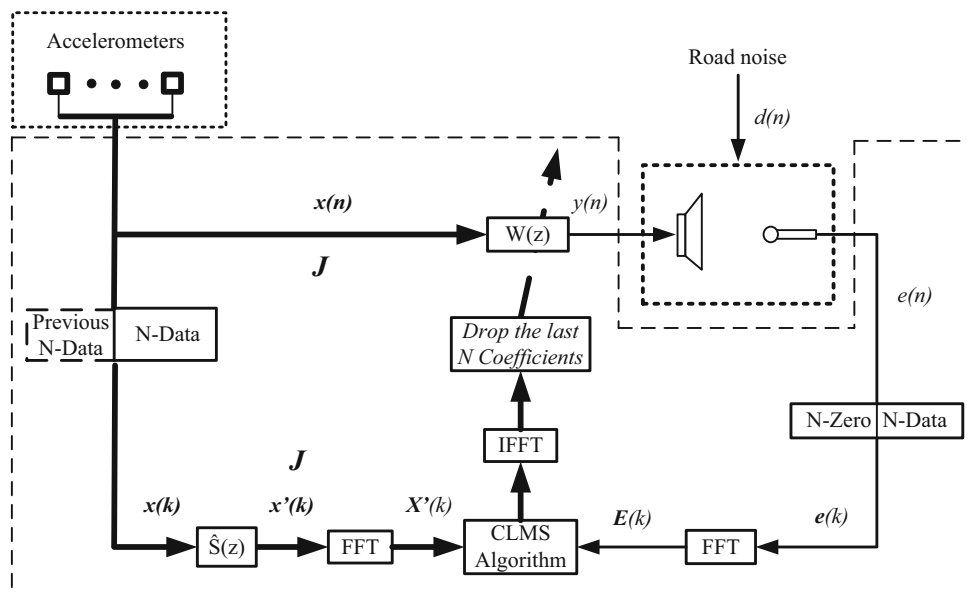 Accelerometers
Road noise
d(n)
x(n)
J
W(z)
y(n)
e(n)
Previous
N-Data
N-Data
Drop the last
N Coefficients
N-Zero
N-Data
IFFT
J
x(k)
Ŝ(z)
x'(k)
FFT
X'(k)
CLMS
Algorithm
E(k)
FFT
e(k)